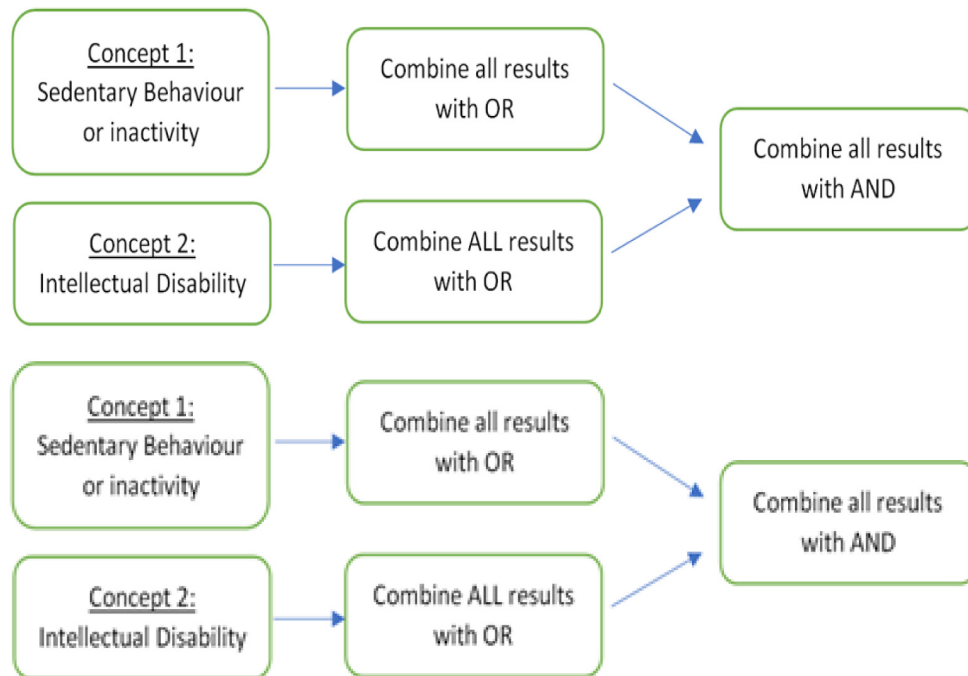 Concept 1:
Sedentary Behaviour
or inactivity
Combine all results
with OR
Combine all results
with AND
Concept 2:
Intellectual Disability
Combine ALL results
with OR
Concept 1:
Sedentary Behaviour
or inactivity
Combine all results
with OR
Combine all results
with AND
Concept 2:
Intellectual Disability
Combine ALL results
with OR